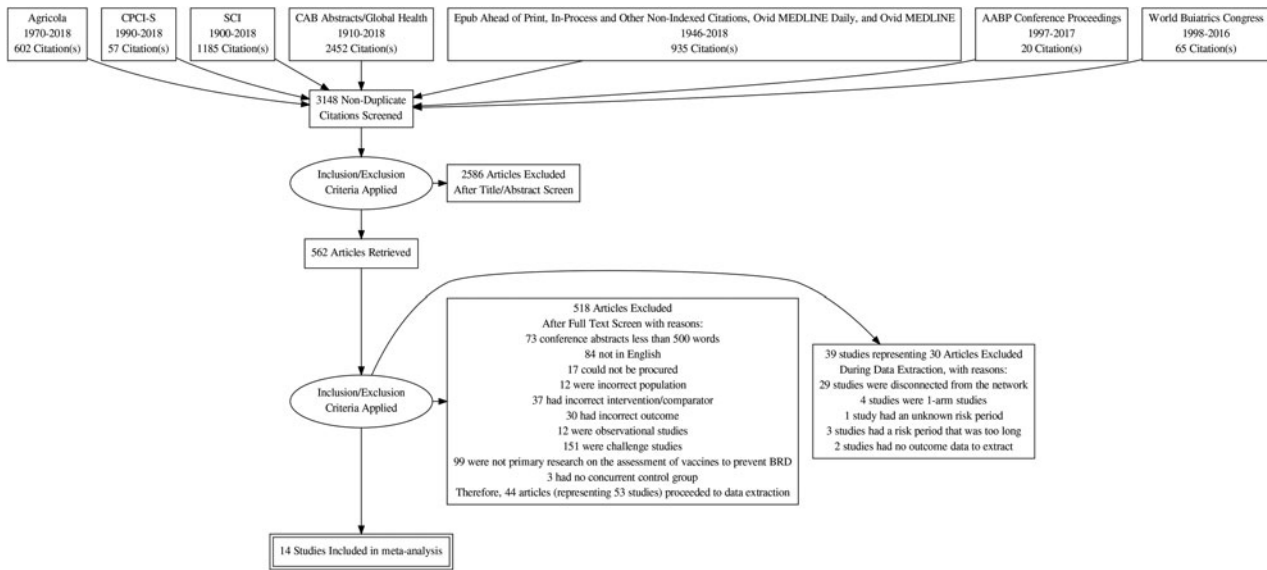 Agricola
1970-2018
602 Citation(s)
CPCI-S
1990-2018
57 Citation(s)
SCI
1900-2018
1185 Citation(s)
CAB Abstracts/Global Health
1910-2018
2452 Citation(s)
Epub Ahead of Print, In-Process and Other Non-Indexed Citations, Ovid MEDLINE Daily, and Ovid MEDLINE
1946-2018
935 Citation(s)
AABP Conference Proceedings
1997-2017
20 Citation(s)
World Buiatrics Congress
1998-2016
65 Citation(s)
3148 Non-Duplicate
Citations Screened
Inclusion/Exclusion
Criteria Applied
2586 Articles Excluded
After Title/Abstract Screen
562 Articles Retrieved
Inclusion/Exclusion
Criteria Applied
518 Articles Excluded
After Full Text Screen with reasons:
73 conference abstracts less than 500 words
84 not in English
17 could not be procured
12 were incorrect population
37 had incorrect intervention/comparator
30 had incorrect outcome
12 were observational studies
151 were challenge studies
99 were not primary research on the assessment of vaccines to prevent BRD
3 had no concurrent control group
Therefore, 44 articles (representing 53 studies) proceeded to data extraction
39 studies representing 30 Articles Excluded
During Data Extraction, with reasons:
29 studies were disconnected from the network
4 studies were 1-arm studies
1 study had an unknown risk period
3 studies had a risk period that was too long
2 studies had no outcome data to extract
14 Studies Included in meta-analysis